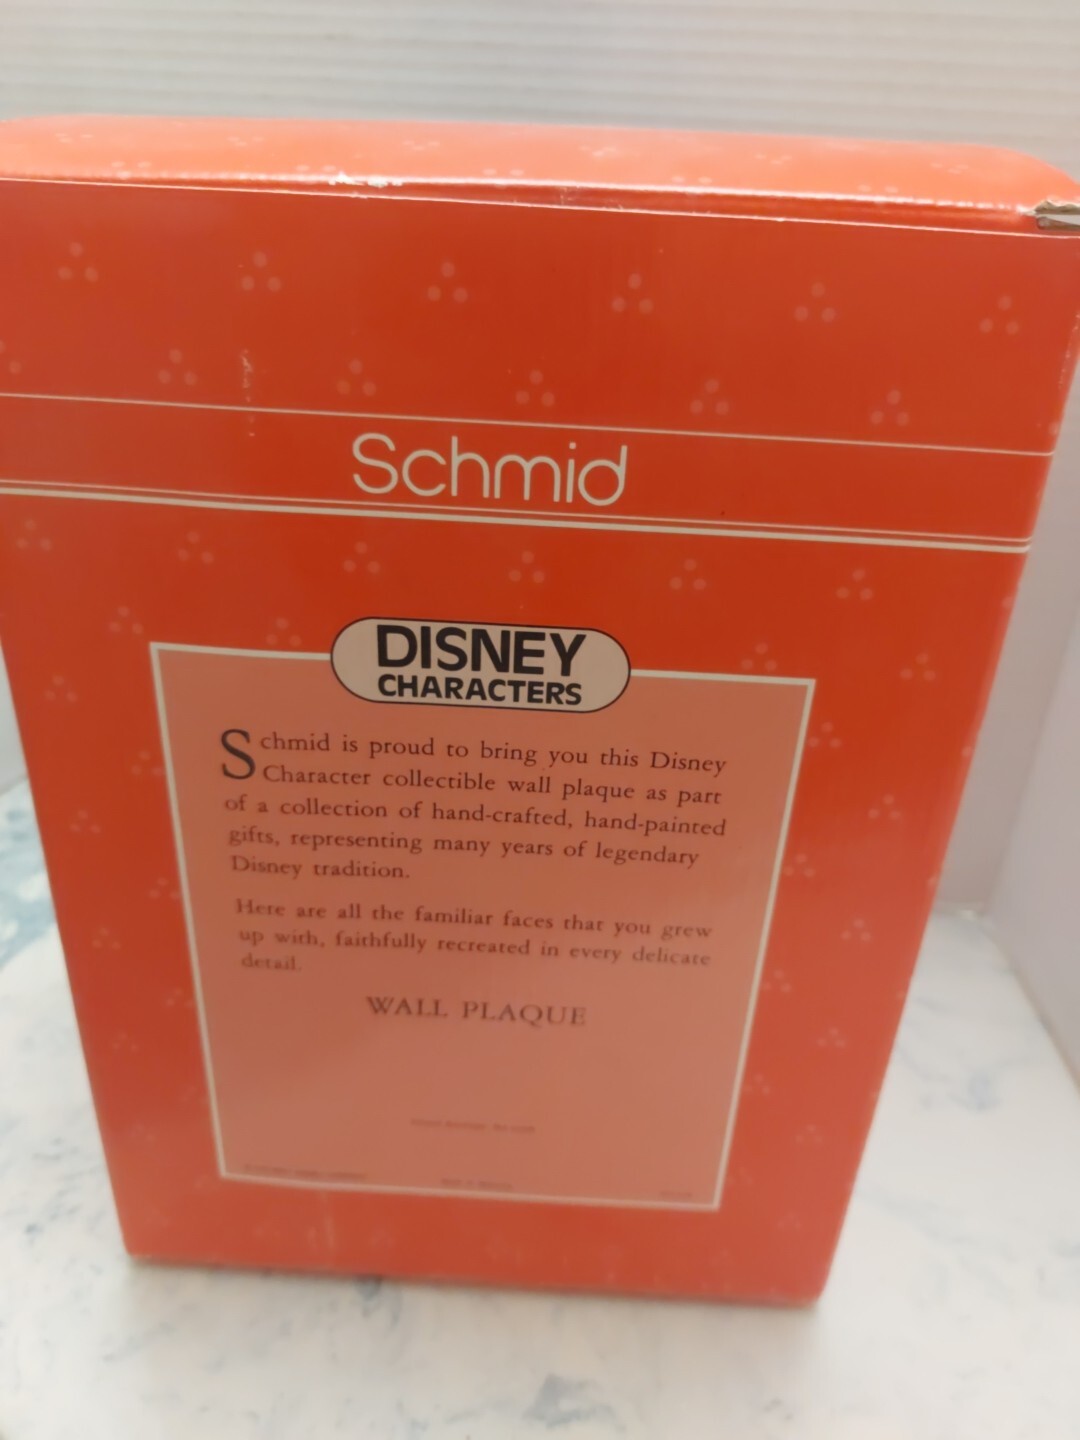 Schmid
DISNEY
CHARACTERS
Schmid is proud to bring you this Disney
Character collectible wall plaque as part
of a collection of hand-crafted, hand-painted
gifts, representing many years of legendary
Disney tradition.
Here are all the familiar faces that you grew
up with, faithfully recreated in every delicate
detail.
WALL PLAQUE